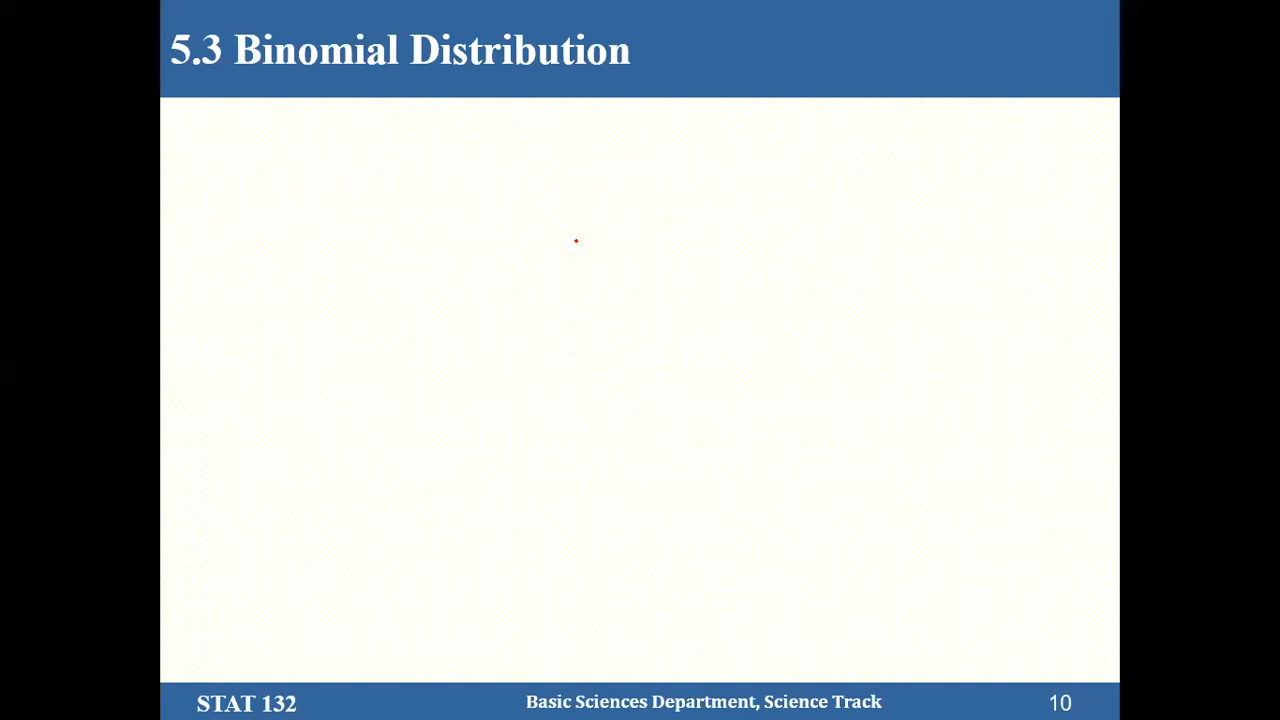 5.3 Binomial Distribution
STAT 132
Basic Sciences Department, Science Track
10